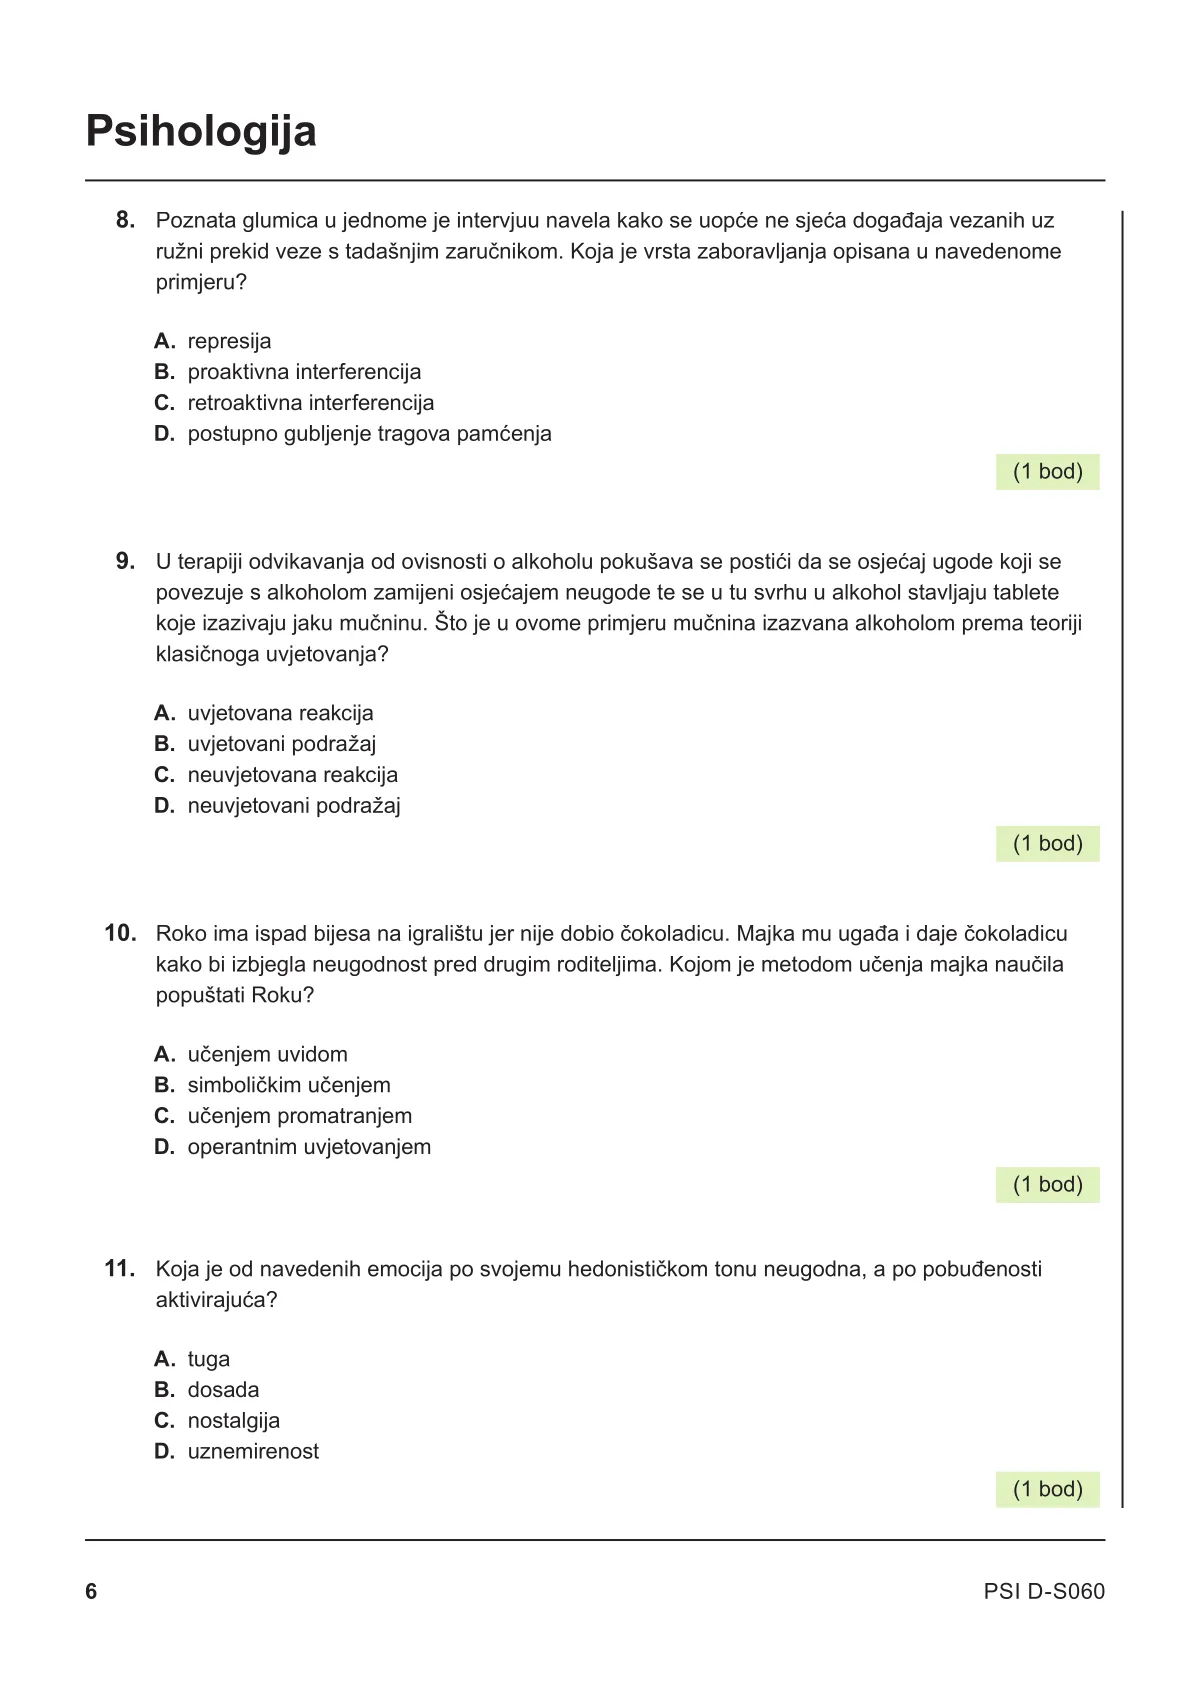 Psihologija
8. Poznata glumica u jednome je intervjuu navela kako se uopće ne sjeća događaja vezanih uz
ružni prekid veze s tadašnjim zaručnikom. Koja je vrsta zaboravljanja opisana u navedenome
primjeru?
A. represija
B. proaktivna interferencija
C. retroaktivna interferencija
D. postupno gubljenje tragova pamćenja
(1 bod)
9. U terapiji odvikavanja od ovisnosti o alkoholu pokušava se postići da se osjećaj ugode koji se
povezuje s alkoholom zamijeni osjećajem neugode te se u tu svrhu u alkohol stavljaju tablete
koje izazivaju jaku mučninu. Što je u ovome primjeru mučnina izazvana alkoholom prema teoriji
klasičnoga uvjetovanja?
A. uvjetovana reakcija
B. uvjetovani podražaj
C. neuvjetovana reakcija
D. neuvjetovani podražaj
(1 bod)
10. Roko ima ispad bijesa na igralištu jer nije dobio čokoladicu. Majka mu ugađa i daje čokoladicu
kako bi izbjegla neugodnost pred drugim roditeljima. Kojom je metodom učenja majka naučila
popuštati Roku?
A. učenjem uvidom
B. simboličkim učenjem
C. učenjem promatranjem
D. operantnim uvjetovanjem
(1 bod)
11. Koja je od navedenih emocija po svojemu hedonističkom tonu neugodna, a po pobuđenosti
aktivirajuća?
A. tuga
B. dosada
C. nostalgija
D. uznemirenost
(1 bod)
6
PSI D-S060